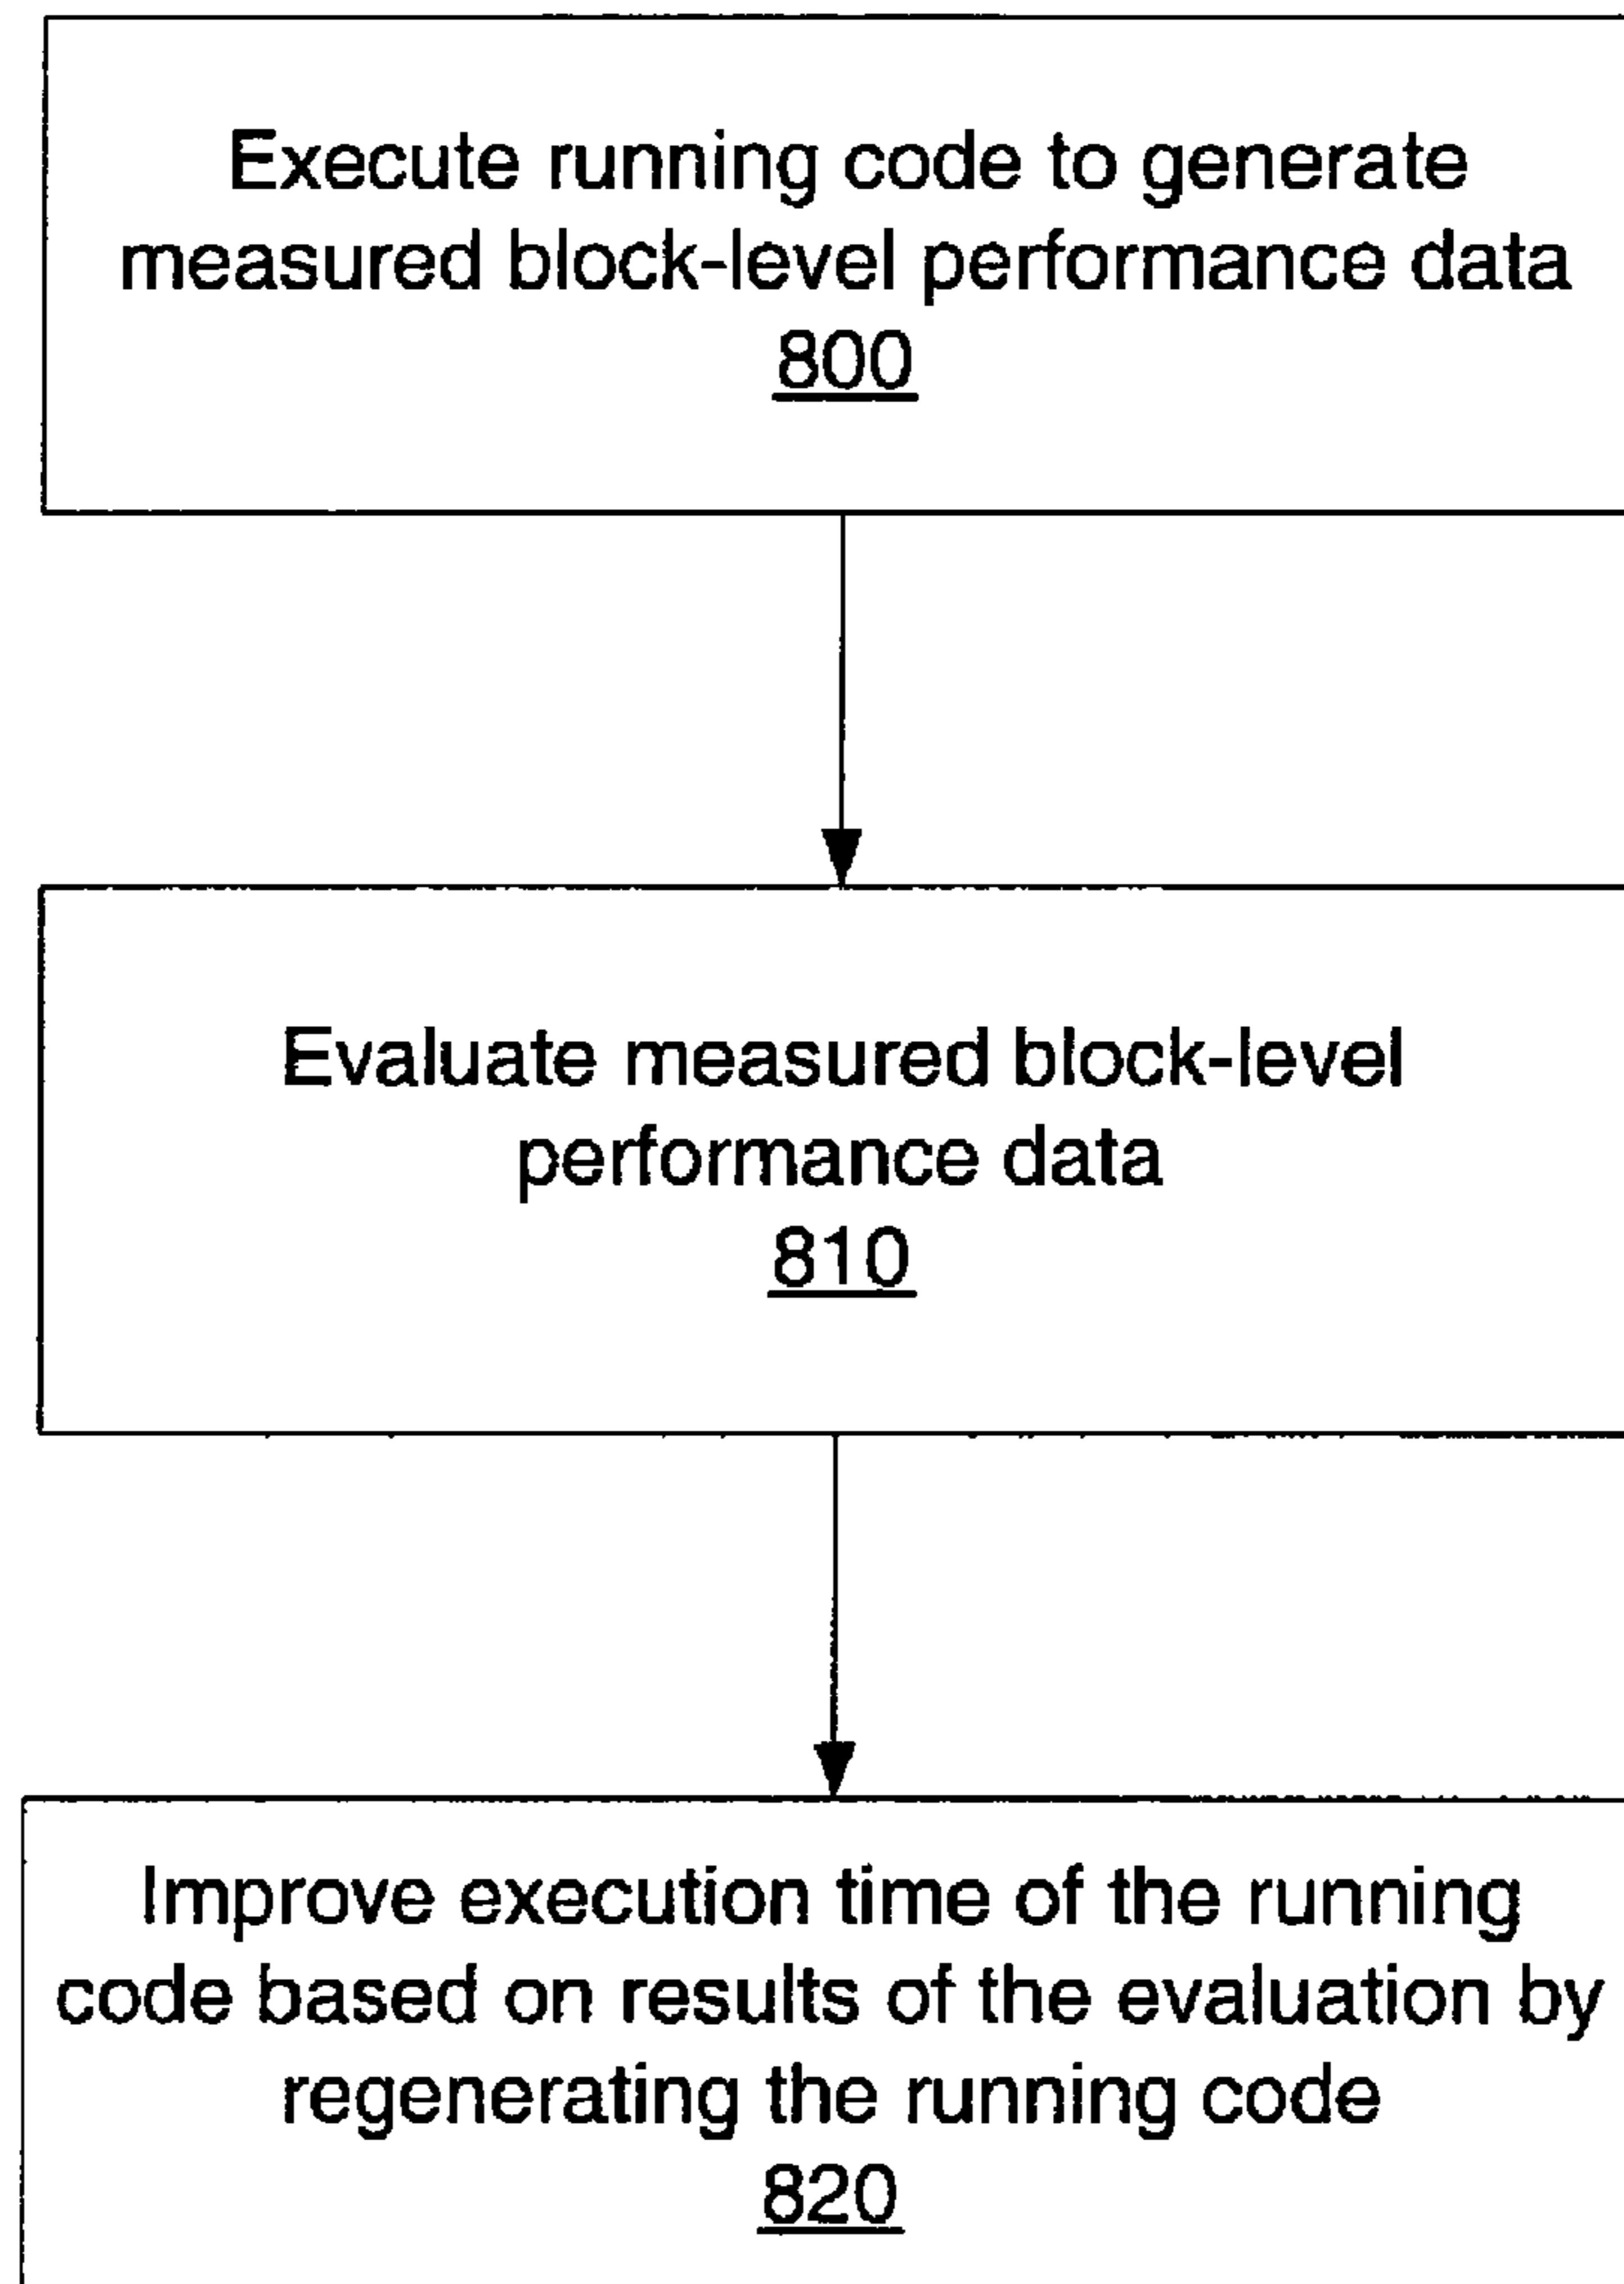 Execute running code to generate
measured block-level performance data
800
Evaluate measured block-level
performance data
810
Improve execution time of the running
code based on results of the evaluation by
regenerating the running code
820